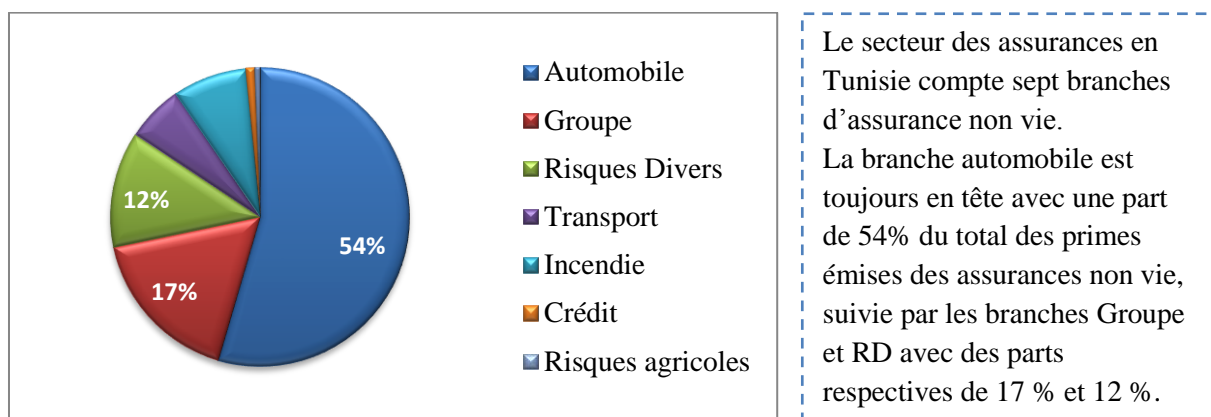 12%
17%
54%
Automobile
Groupe
Risques Divers
Transport
Incendie
Crédit
Risques agricoles
Le secteur des assurances en
Tunisie compte sept branches
d'assurance non vie.
La branche automobile est
toujours en tête avec une part
de 54% du total des primes
émises des assurances non vie,
suivie par les branches Groupe
et RD avec des parts
respectives de 17 % et 12 %.